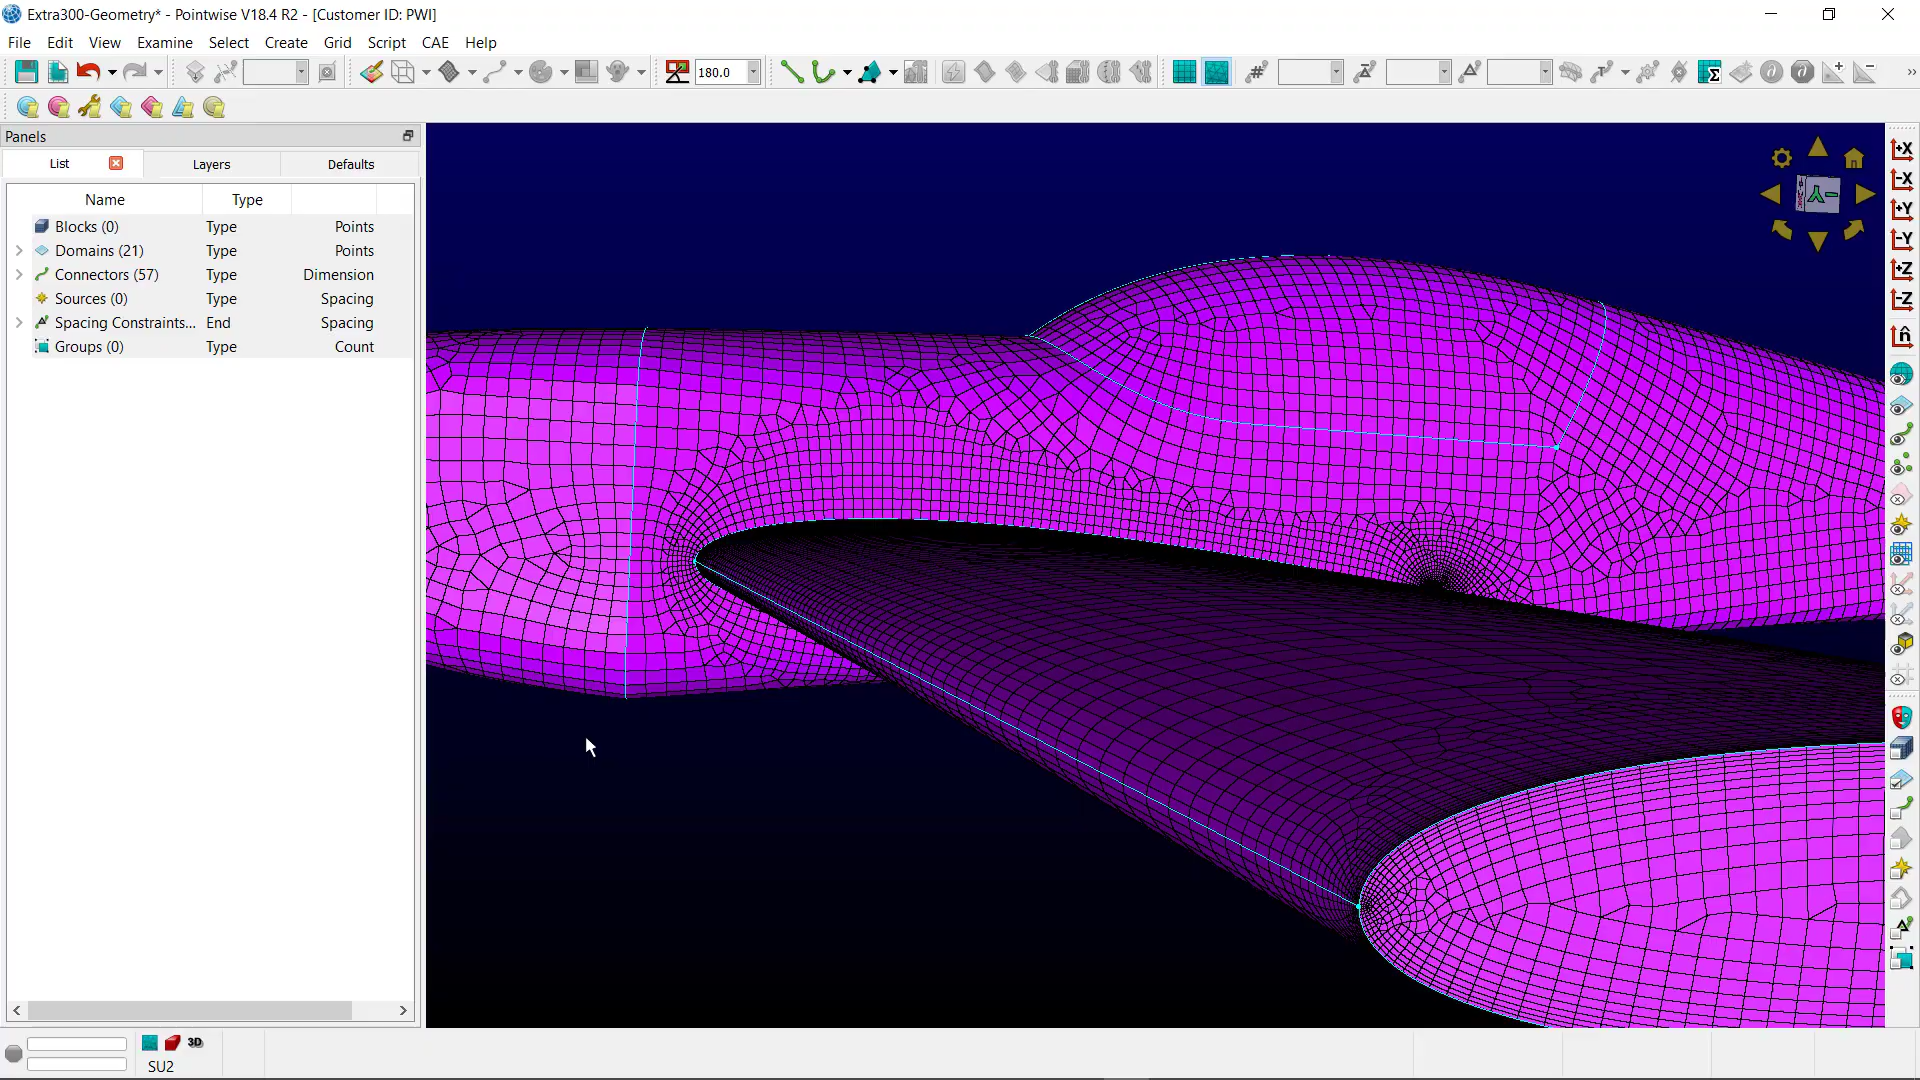 Extra300-Geometry* - Pointwise V18.4 R2 - [Customer ID: PWI]
File Edit View Examine Select Create Grid Script CAE Help
180.0
Panels
List Layers Defaults
Name Type
Blocks (0) Type Points
Domains (21) Type Points
Connectors (57) Type Dimension
Sources (0) Type Spacing
Spacing Constraints... End Spacing
Groups (0) Type Count
+X
-X
+Y
-Y
+Z
-Z
n̂
-Y
3D
SU2